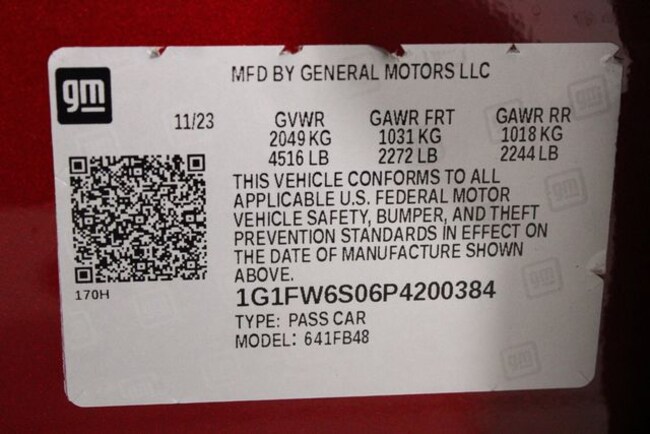 gm
MFD BY GENERAL MOTORS LLC
11/23 GVWR GAWR FRT GAWR RR
2049 KG 1031 KG 1018 KG
4516 LB 2272 LB 2244 LB
THIS VEHICLE CONFORMS TO ALL
APPLICABLE U.S. FEDERAL MOTOR
VEHICLE SAFETY, BUMPER, AND THEFT
PREVENTION STANDARDS IN EFFECT ON
THE DATE OF MANUFACTURE SHOWN
ABOVE.
170H
1G1FW6S06P4200384
TYPE: PASS CAR
MODEL: 641FB48